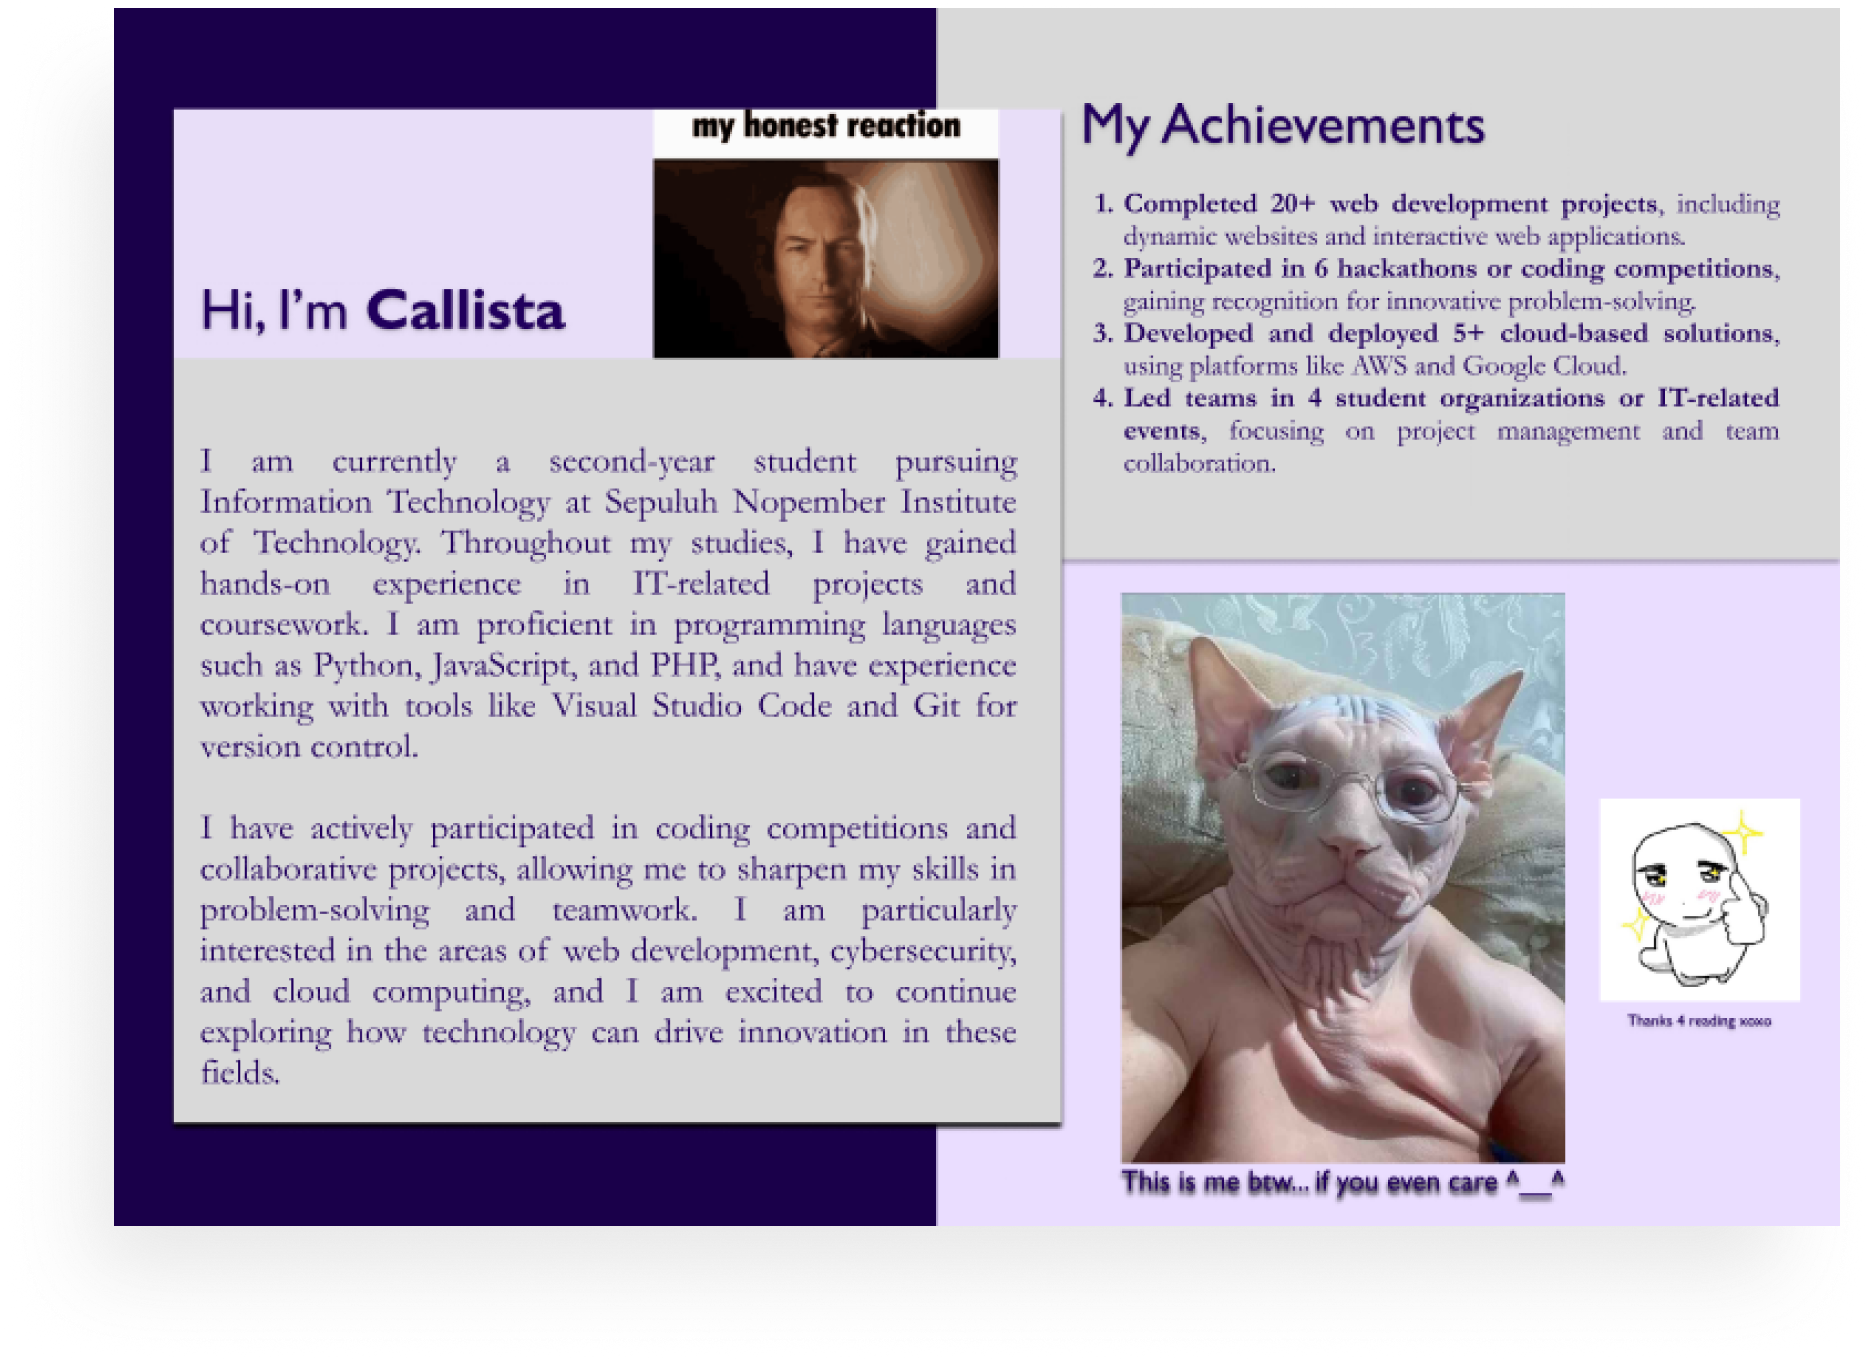 my honest reaction
Hi, I'm Callista
I am currently a second-year student pursuing
Information Technology at Sepuluh Nopember Institute
of Technology. Throughout my studies, I have gained
hands-on experience in IT-related projects and
coursework. I am proficient in programming languages
such as Python, JavaScript, and PHP, and have experience
working with tools like Visual Studio Code and Git for
version control.
I have actively participated in coding competitions and
collaborative projects, allowing me to sharpen my skills in
problem-solving and teamwork. I am particularly
interested in the areas of web development, cybersecurity,
and cloud computing, and I am excited to continue
exploring how technology can drive innovation in these
fields.
My Achievements
1. Completed 20+ web development projects, including
dynamic websites and interactive web applications.
2. Participated in 6 hackathons or coding competitions,
gaining recognition for innovative problem-solving.
3. Developed and deployed 5+ cloud-based solutions,
using platforms like AWS and Google Cloud.
4. Led teams in 4 student organizations or IT-related
events, focusing on project management and team
collaboration.
This is me btw... if you even care ^__^
Thanks 4 reading xoxo